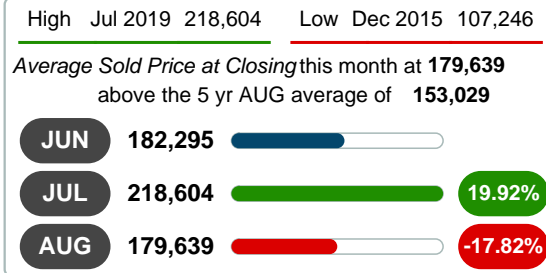 High Jul 2019 218,604 Low Dec 2015 107,246
Average Sold Price at Closing this month at 179,639
above the 5 yr AUG average of 153,029
JUN 182,295
JUL 218,604 19.92%
AUG 179,639 -17.82%